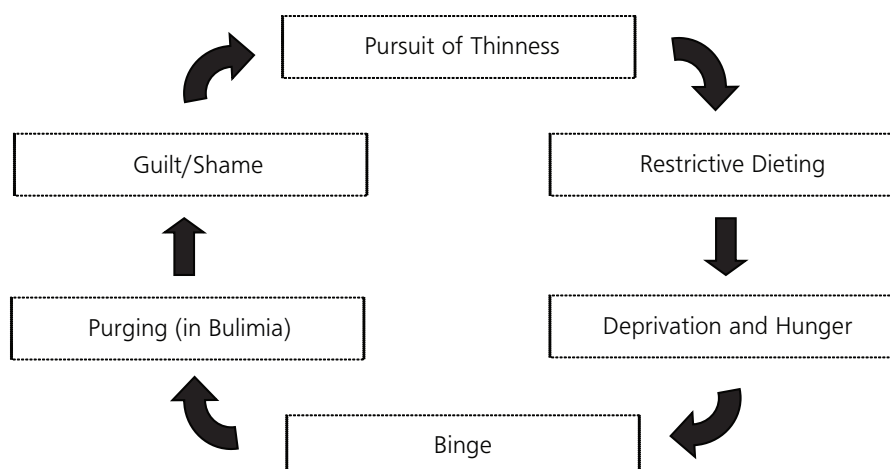 Pursuit of Thinness
Guilt/Shame
Restrictive Dieting
Purging (in Bulimia)
Deprivation and Hunger
Binge